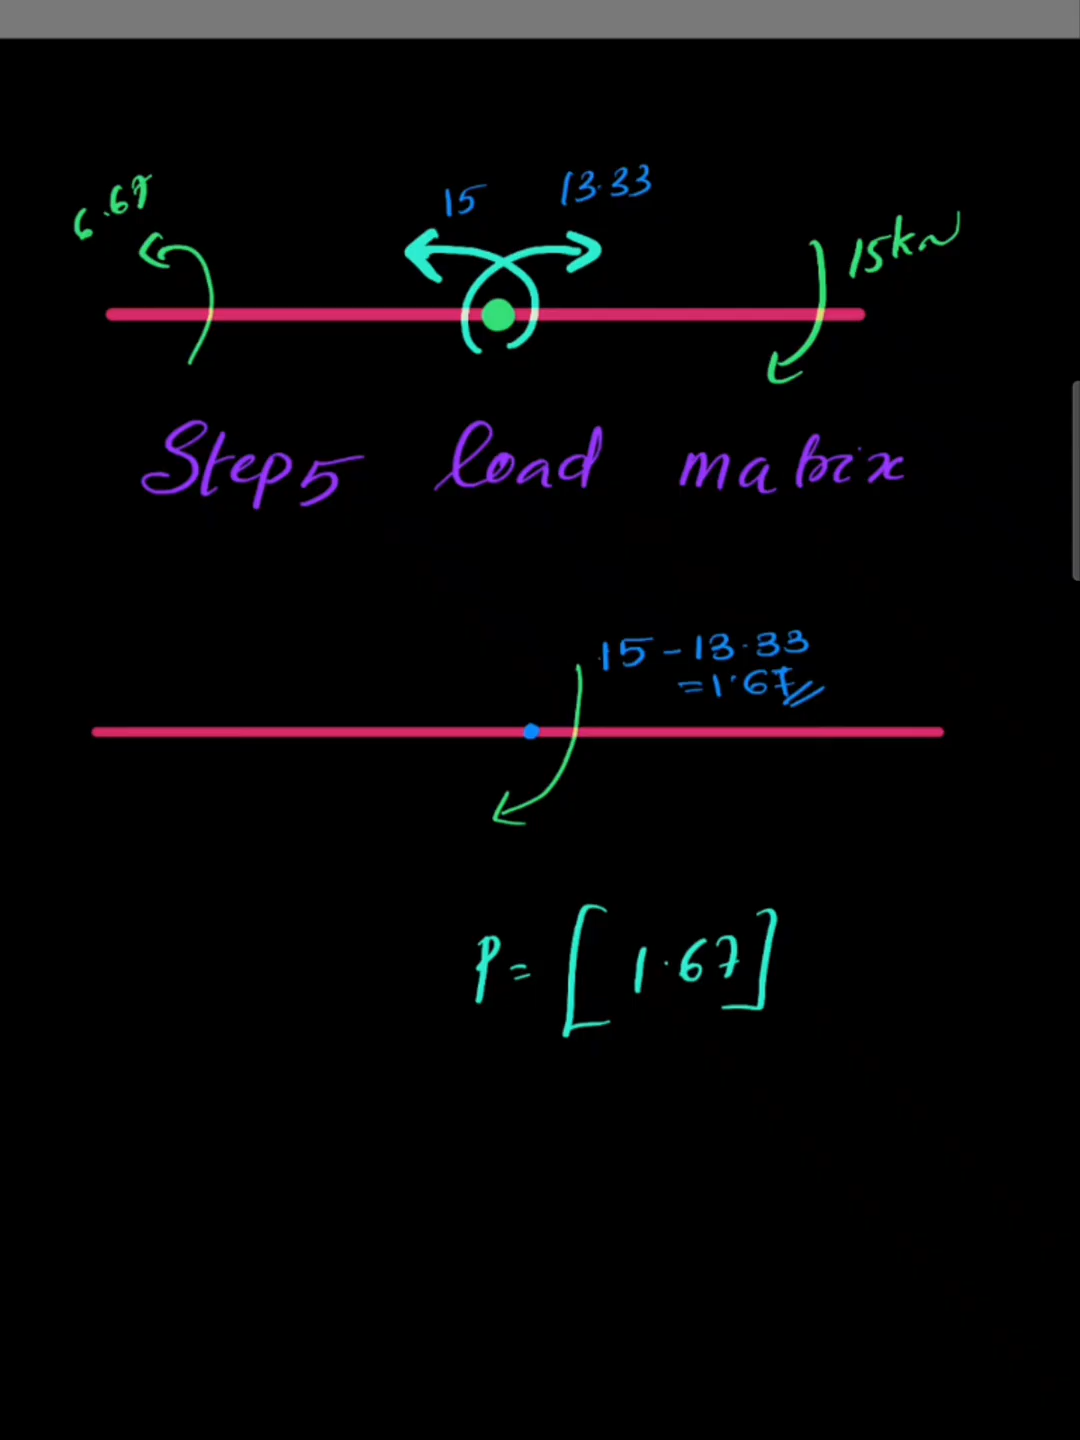 6.67
15
13.33
15kN
Step5 load matrix
15-13.33
=1.67
P= [1.67]